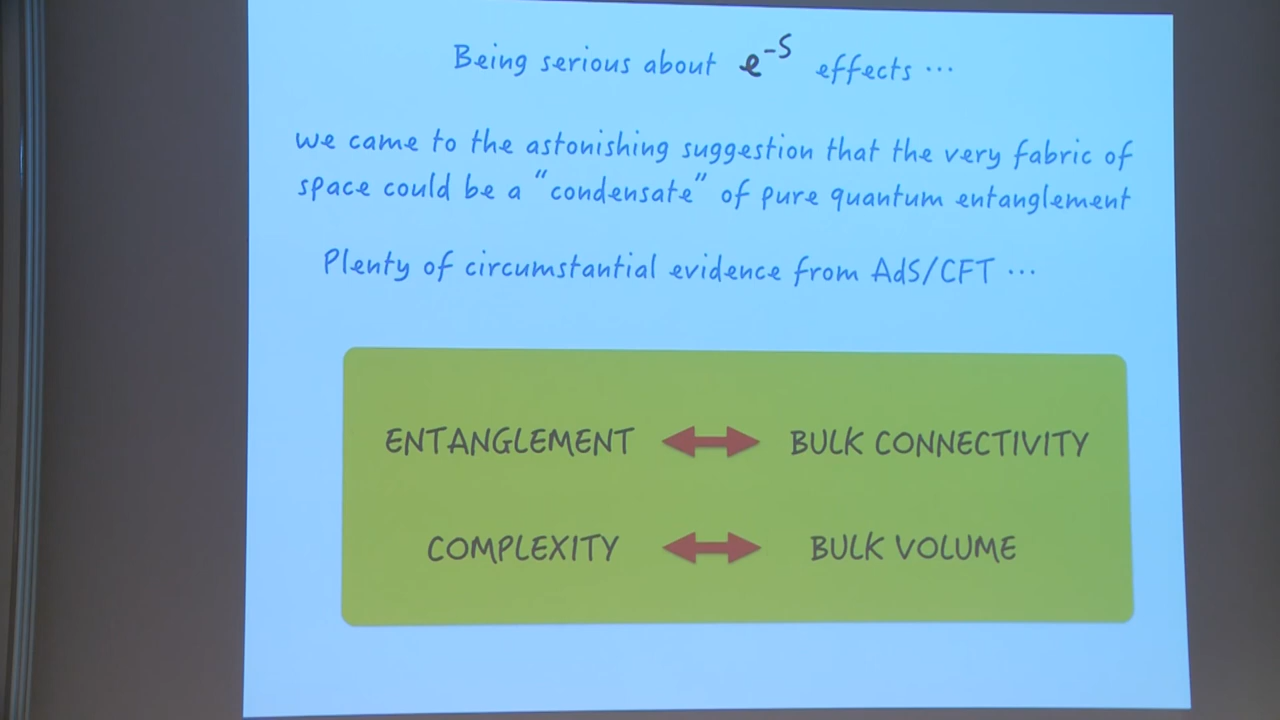 Being serious about e^-S effects ...
we came to the astonishing suggestion that the very fabric of
space could be a "condensate" of pure quantum entanglement
Plenty of circumstantial evidence from AdS/CFT ...
ENTANGLEMENT ↔ BULK CONNECTIVITY
COMPLEXITY ↔ BULK VOLUME